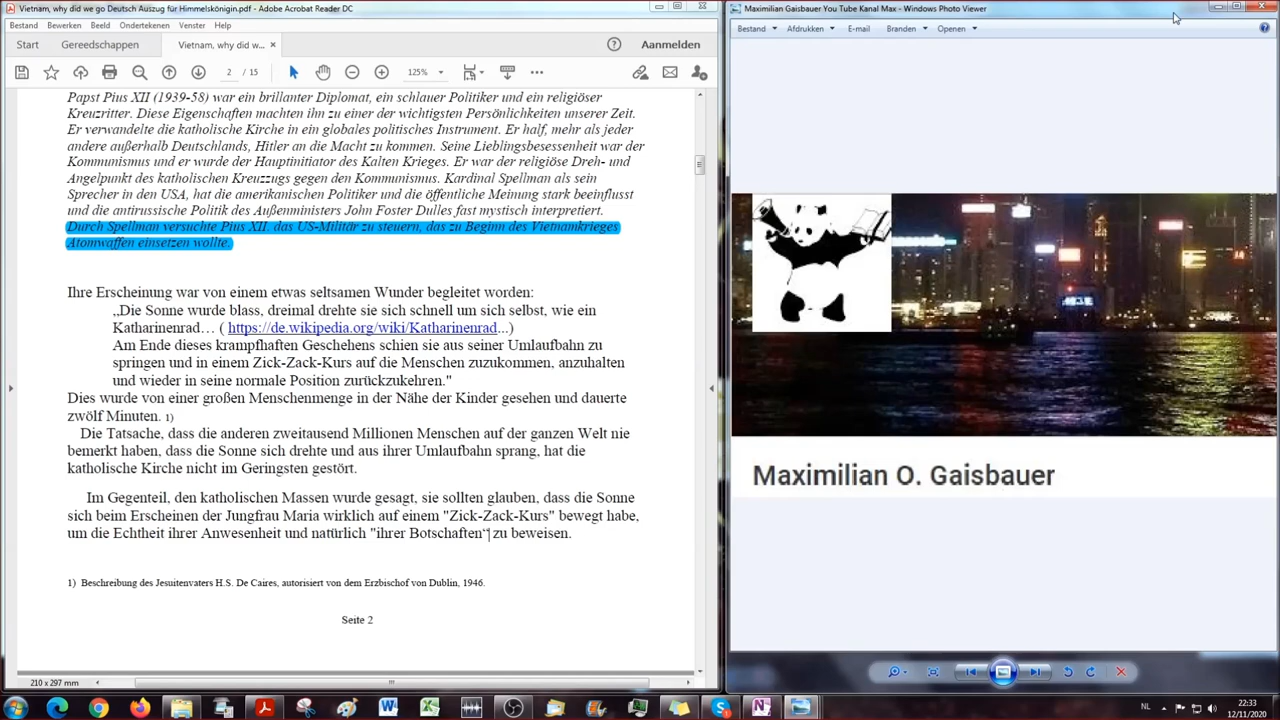 Vietnam, why did we go Deutsch Auszug für Himmelskönigin.pdf - Adobe Acrobat Reader DC
Bestand Bewerken Beeld Ondertekenen Venster Help
Start Gereedschappen Vietnam, why did w... × Aanmelden
2 / 15 125%
Papst Pius XII (1939-58) war ein brillanter Diplomat, ein schlauer Politiker und ein religiöser
Kreuzritter. Diese Eigenschaften machten ihn zu einer der wichtigsten Persönlichkeiten unserer Zeit.
Er verwandelte die katholische Kirche in ein globales politisches Instrument. Er half, mehr als jeder
andere außerhalb Deutschlands, Hitler an die Macht zu kommen. Seine Lieblingsbesessenheit war der
Kommunismus und er wurde der Hauptinitiator des Kalten Krieges. Er war der religiöse Dreh- und
Angelpunkt des katholischen Kreuzzugs gegen den Kommunismus. Kardinal Spellman als sein
Sprecher in den USA, hat die amerikanischen Politiker und die öffentliche Meinung stark beeinflusst
und die antirussische Politik des Außenministers John Foster Dulles fast mystisch interpretiert.
Durch Spellman versuchte Pius XII. das US-Militär zu steuern, das zu Beginn des Vietnamkrieges
Atomwaffen einsetzen wollte.
Ihre Erscheinung war von einem etwas seltsamen Wunder begleitet worden:
„Die Sonne wurde blass, dreimal drehte sie sich schnell um sich selbst, wie ein
Katharinenrad… ( https://de.wikipedia.org/wiki/Katharinenrad...)
Am Ende dieses krampfhaften Geschehens schien sie aus seiner Umlaufbahn zu
springen und in einem Zick-Zack-Kurs auf die Menschen zuzukommen, anzuhalten
und wieder in seine normale Position zurückzukehren."
Dies wurde von einer großen Menschenmenge in der Nähe der Kinder gesehen und dauerte
zwölf Minuten. 1)
Die Tatsache, dass die anderen zweitausend Millionen Menschen auf der ganzen Welt nie
bemerkt haben, dass die Sonne sich drehte und aus ihrer Umlaufbahn sprang, hat die
katholische Kirche nicht im Geringsten gestört.
Im Gegenteil, den katholischen Massen wurde gesagt, sie sollten glauben, dass die Sonne
sich beim Erscheinen der Jungfrau Maria wirklich auf einem "Zick-Zack-Kurs" bewegt habe,
um die Echtheit ihrer Anwesenheit und natürlich "ihrer Botschaften“ zu beweisen.
1) Beschreibung des Jesuitenvaters H.S. De Caires, autorisiert von dem Erzbischof von Dublin, 1946.
Seite 2
210 x 297 mm
Maximilian Gaisbauer You Tube Kanal Max - Windows Photo Viewer
Bestand Afdrukken E-mail Branden Openen
Maximilian O. Gaisbauer
NL 22:33
12/11/2020